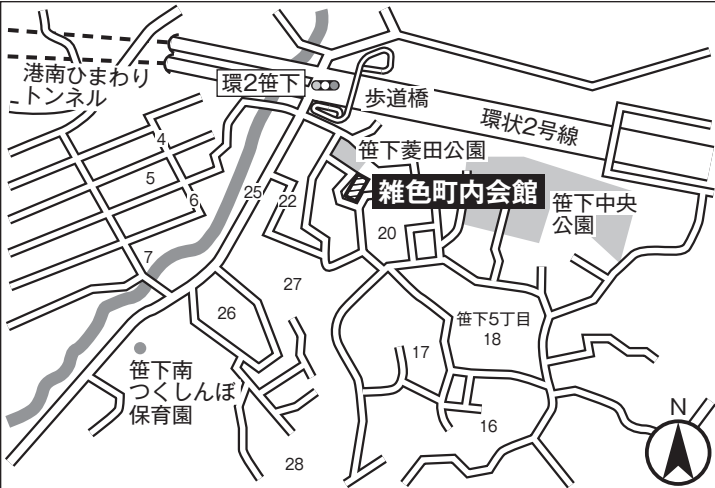 港南ひまわり
トンネル
環2笹下
歩道橋
環状2号線
笹下菱田公園
雑色町内会館
笹下中央
公園
4
5
6
7
25
22
20
27
26
笹下5丁目
18
17
16
28
笹下南
つくしんぼ
保育園
N